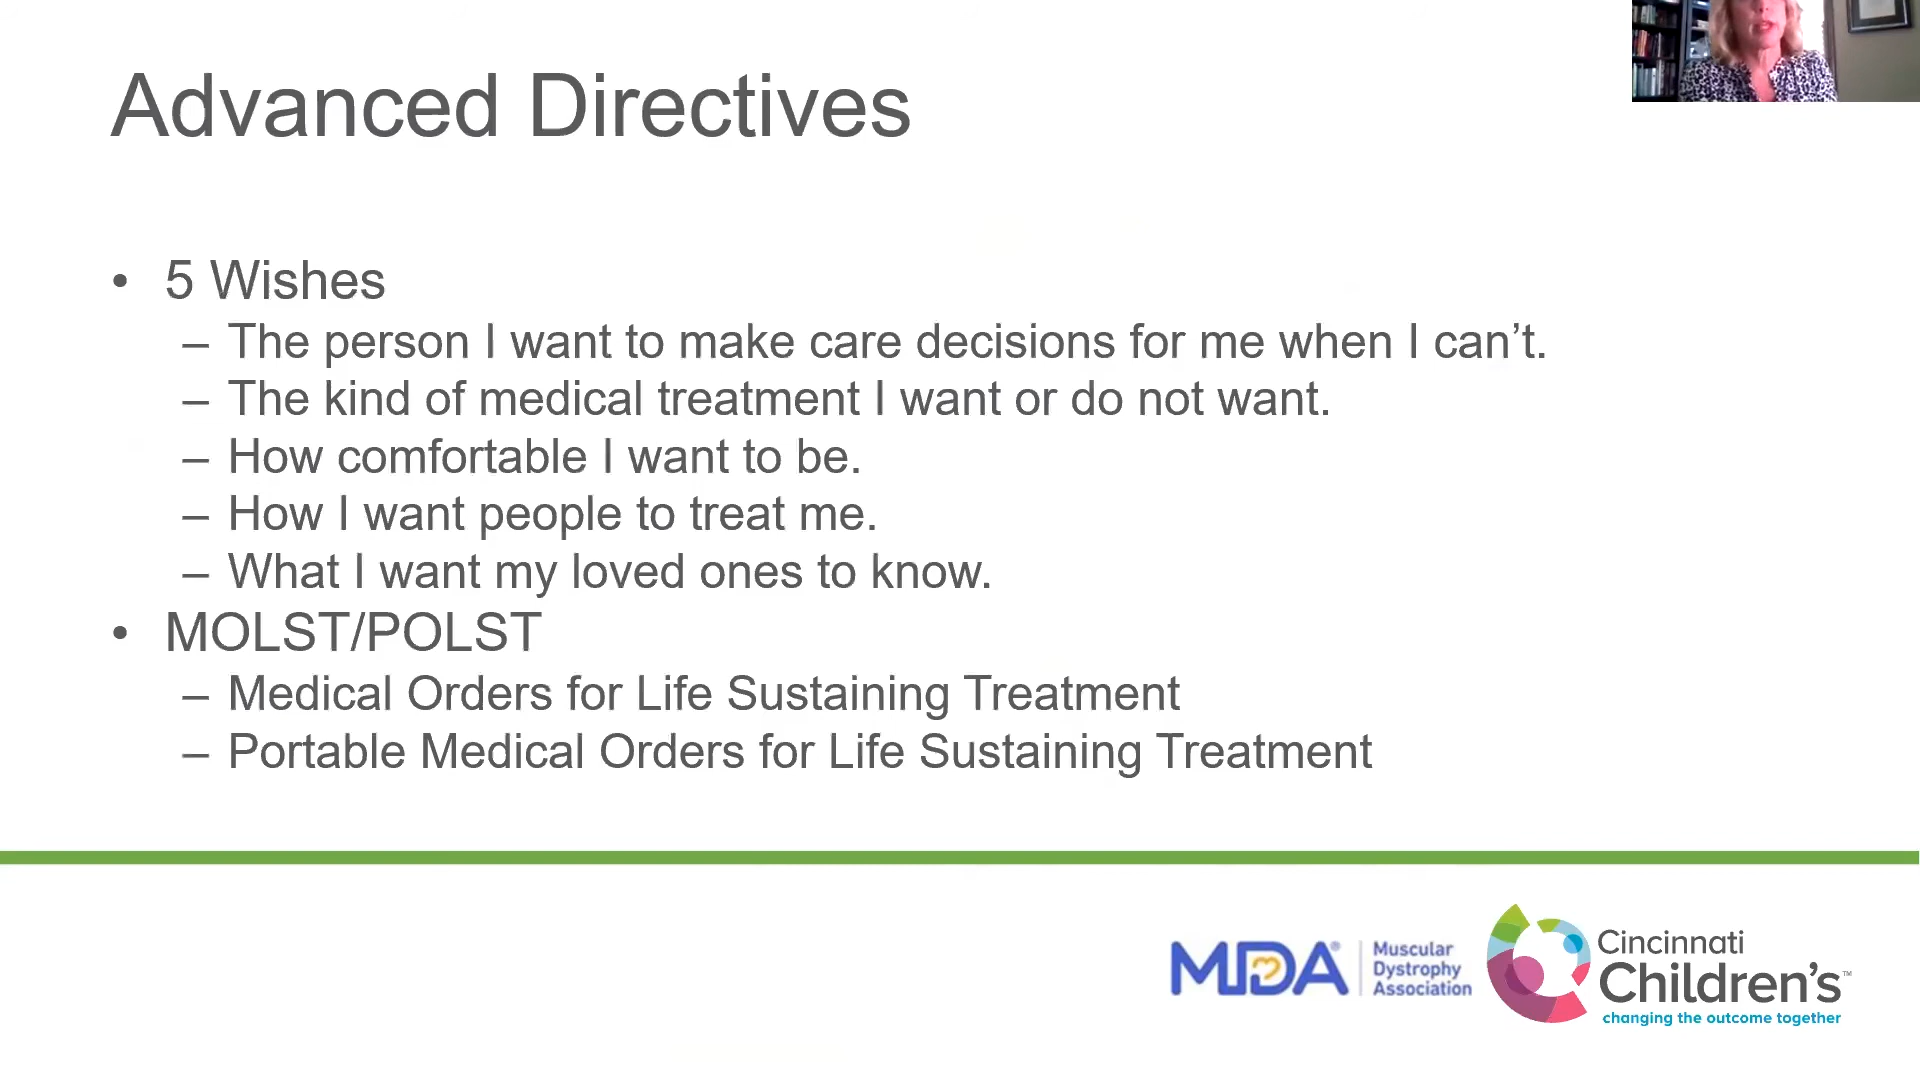 Advanced Directives
• 5 Wishes
– The person I want to make care decisions for me when I can’t.
– The kind of medical treatment I want or do not want.
– How comfortable I want to be.
– How I want people to treat me.
– What I want my loved ones to know.
• MOLST/POLST
– Medical Orders for Life Sustaining Treatment
– Portable Medical Orders for Life Sustaining Treatment
MDA®
Muscular
Dystrophy
Association
Cincinnati
Children’s™
changing the outcome together